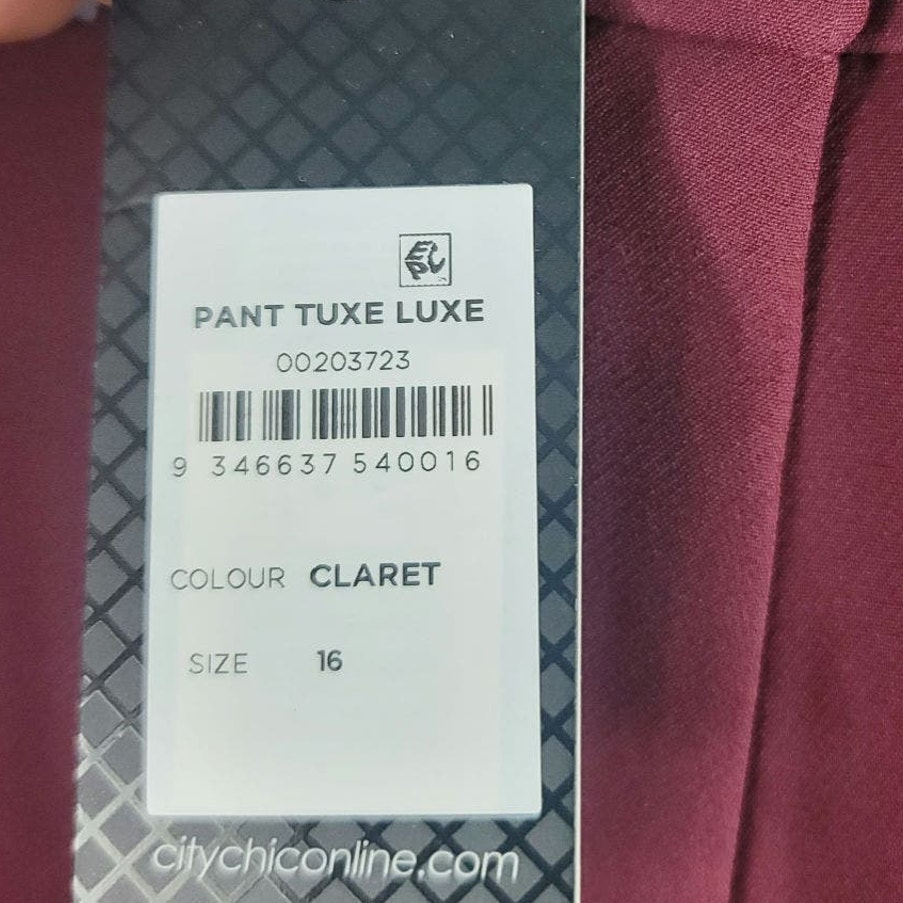 PANT TUXE LUXE
00203723
9 346637 540016
COLOUR CLARET
SIZE 16
citychiconline.com